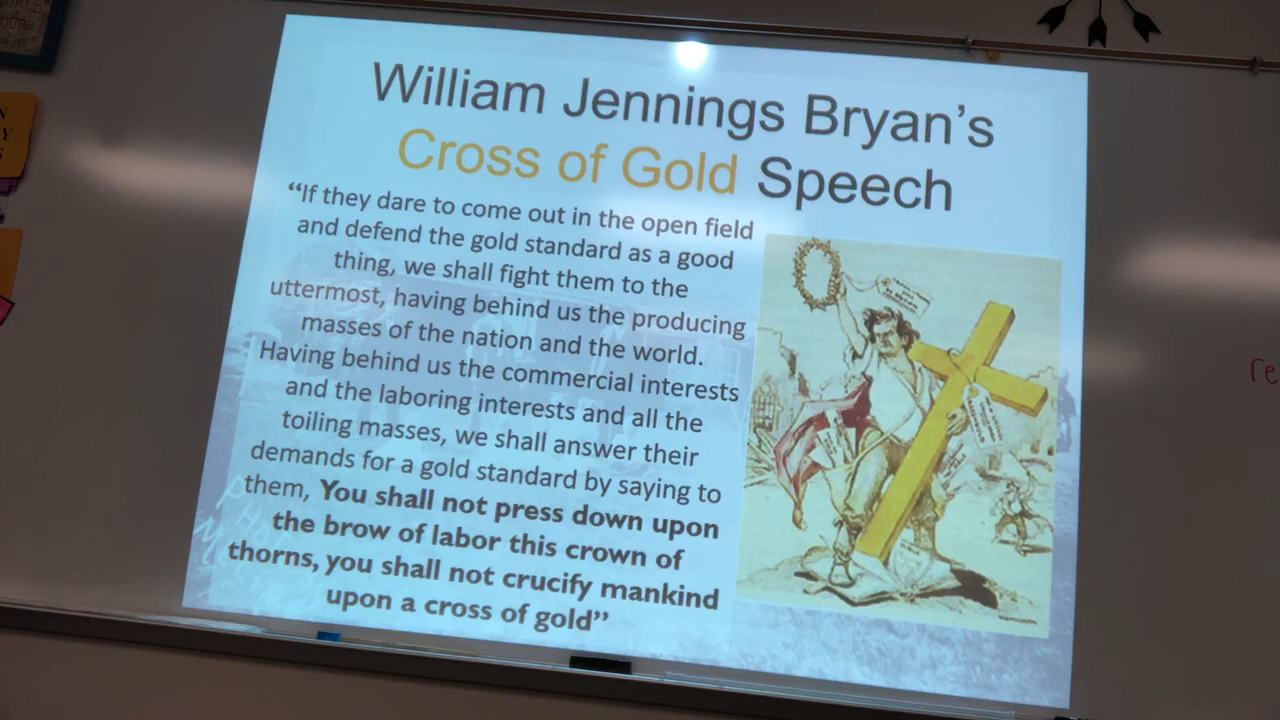 William Jennings Bryan's
Cross of Gold Speech
“If they dare to come out in the open field
and defend the gold standard as a good
thing, we shall fight them to the
uttermost, having behind us the producing
masses of the nation and the world.
Having behind us the commercial interests
and the laboring interests and all the
toiling masses, we shall answer their
demands for a gold standard by saying to
them, You shall not press down upon
the brow of labor this crown of
thorns, you shall not crucify mankind
upon a cross of gold”